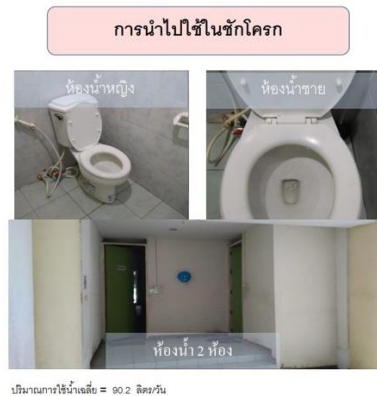 การนำไปใช้ในชักโครก
ห้องน้ำหญิง
ห้องน้ำชาย
ห้องน้ำ 2 ห้อง
ปริมาณการใช้น้ำเฉลี่ย = 90.2 ลิตร/วัน